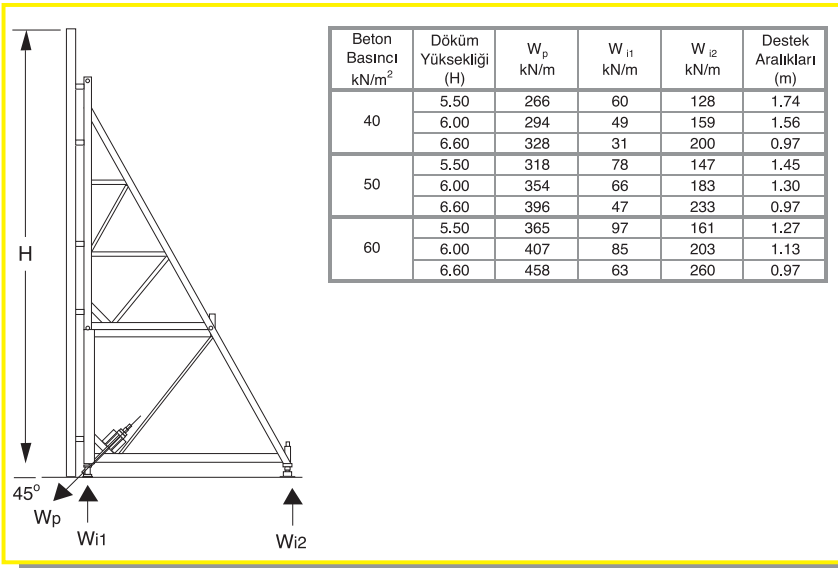 Beton Basıncı kN/m² | Döküm Yüksekliği (H) | Wp kN/m | W i1 kN/m | W i2 kN/m | Destek Aralıkları (m)
40 | 5.50 | 266 | 60 | 128 | 1.74
6.00 | 294 | 49 | 159 | 1.56
6.60 | 328 | 31 | 200 | 0.97
50 | 5.50 | 318 | 78 | 147 | 1.45
6.00 | 354 | 66 | 183 | 1.30
6.60 | 396 | 47 | 233 | 0.97
60 | 5.50 | 365 | 97 | 161 | 1.27
6.00 | 407 | 85 | 203 | 1.13
6.60 | 458 | 63 | 260 | 0.97
H
45°
Wp
Wi1
Wi2